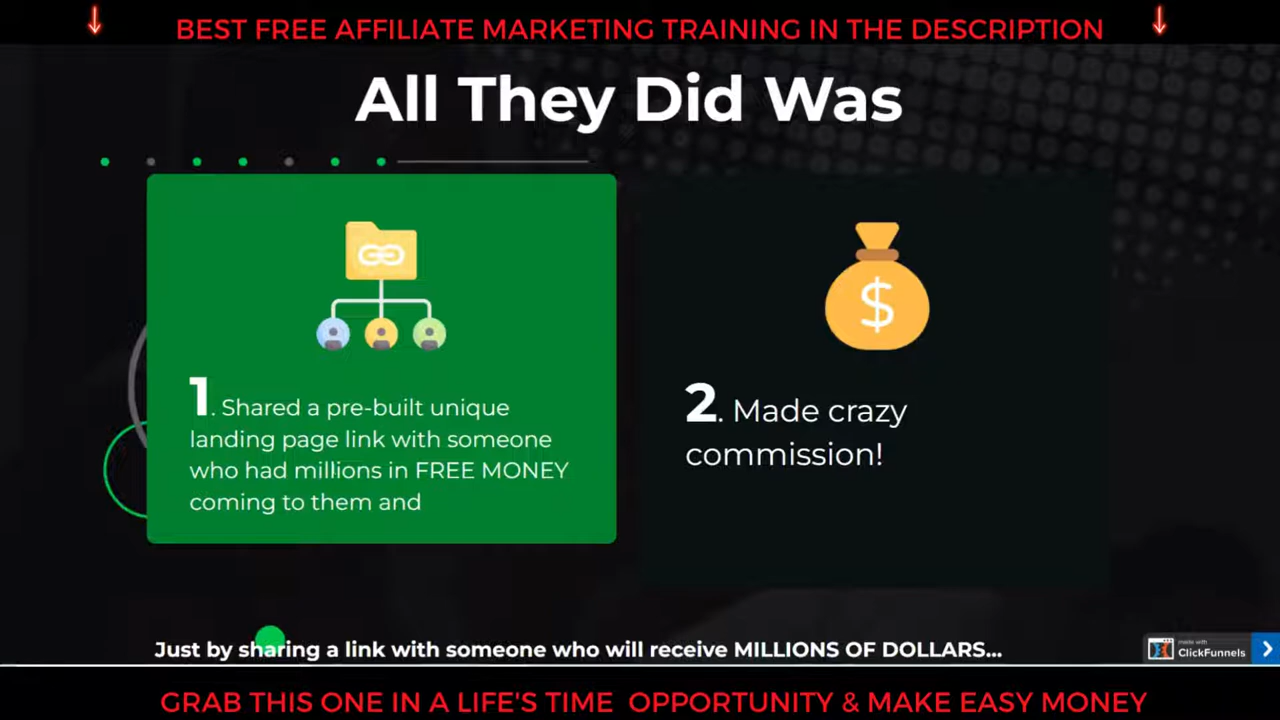 BEST FREE AFFILIATE MARKETING TRAINING IN THE DESCRIPTION
All They Did Was
1. Shared a pre-built unique
landing page link with someone
who had millions in FREE MONEY
coming to them and
$
2. Made crazy
commission!
Just by sharing a link with someone who will receive MILLIONS OF DOLLARS...
made with
ClickFunnels
GRAB THIS ONE IN A LIFE'S TIME OPPORTUNITY & MAKE EASY MONEY